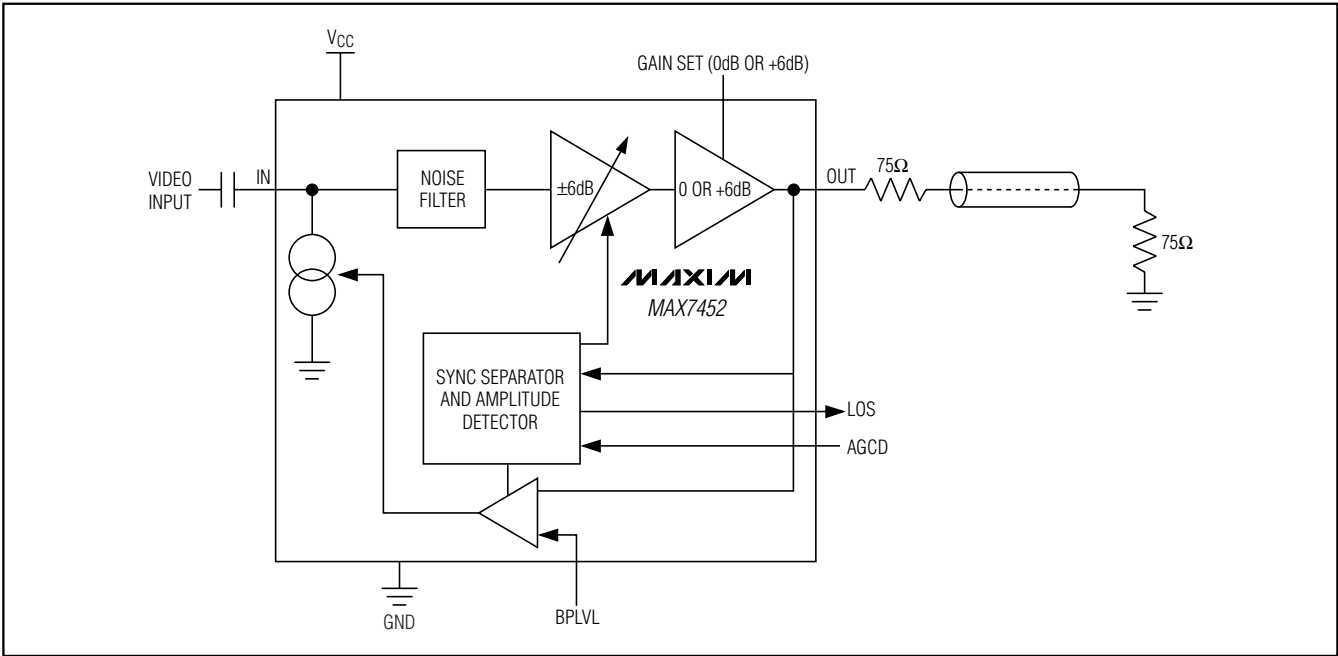 VCC
GAIN SET (0dB OR +6dB)
VIDEO
INPUT
IN
NOISE
FILTER
±6dB
0 OR +6dB
OUT
75Ω
75Ω
MAXIM
MAX7452
SYNC SEPARATOR
AND AMPLITUDE
DETECTOR
LOS
AGCD
GND
BPLVL